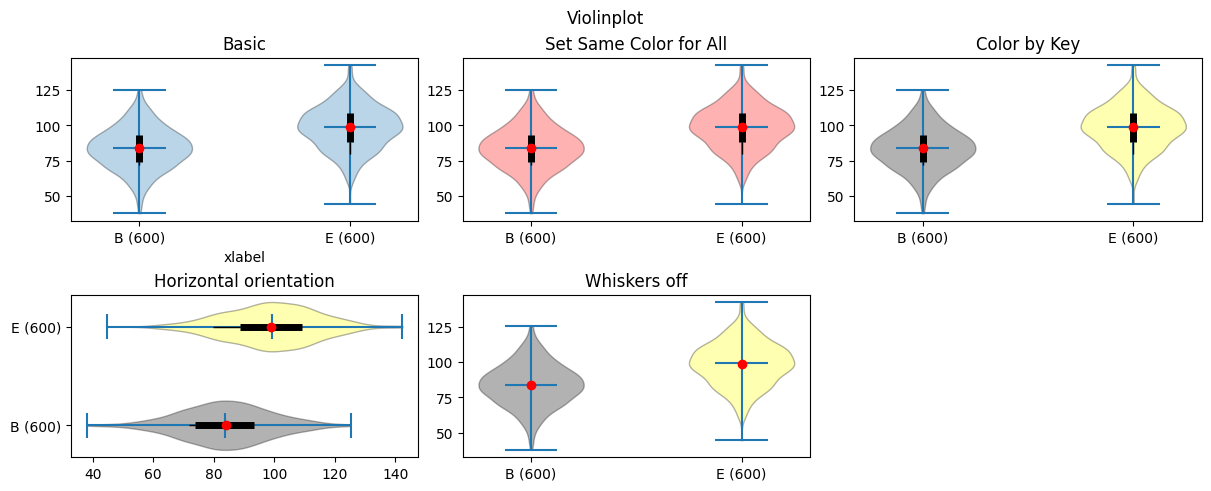 Violinplot
Basic
125
100
75
50
B (600)
E (600)
xlabel
Set Same Color for All
125
100
75
50
B (600)
E (600)
Color by Key
125
100
75
50
B (600)
E (600)
Horizontal orientation
E (600)
B (600)
40
60
80
100
120
140
Whiskers off
125
100
75
50
B (600)
E (600)